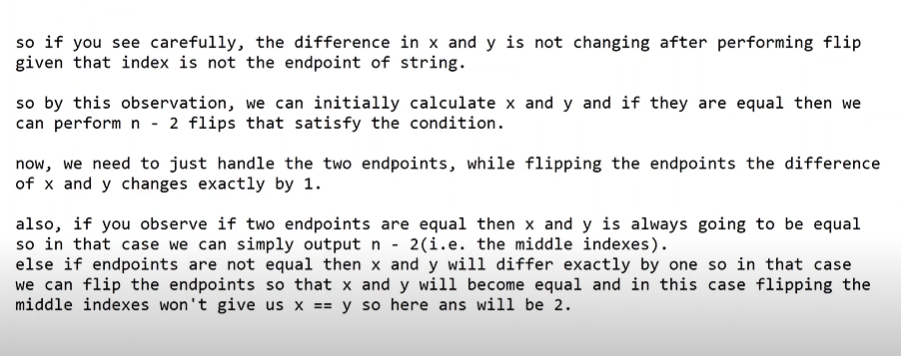 so if you see carefully, the difference in x and y is not changing after performing flip
given that index is not the endpoint of string.
so by this observation, we can initially calculate x and y and if they are equal then we
can perform n - 2 flips that satisfy the condition.
now, we need to just handle the two endpoints, while flipping the endpoints the difference
of x and y changes exactly by 1.
also, if you observe if two endpoints are equal then x and y is always going to be equal
so in that case we can simply output n - 2(i.e. the middle indexes).
else if endpoints are not equal then x and y will differ exactly by one so in that case
we can flip the endpoints so that x and y will become equal and in this case flipping the
middle indexes won't give us x == y so here ans will be 2.